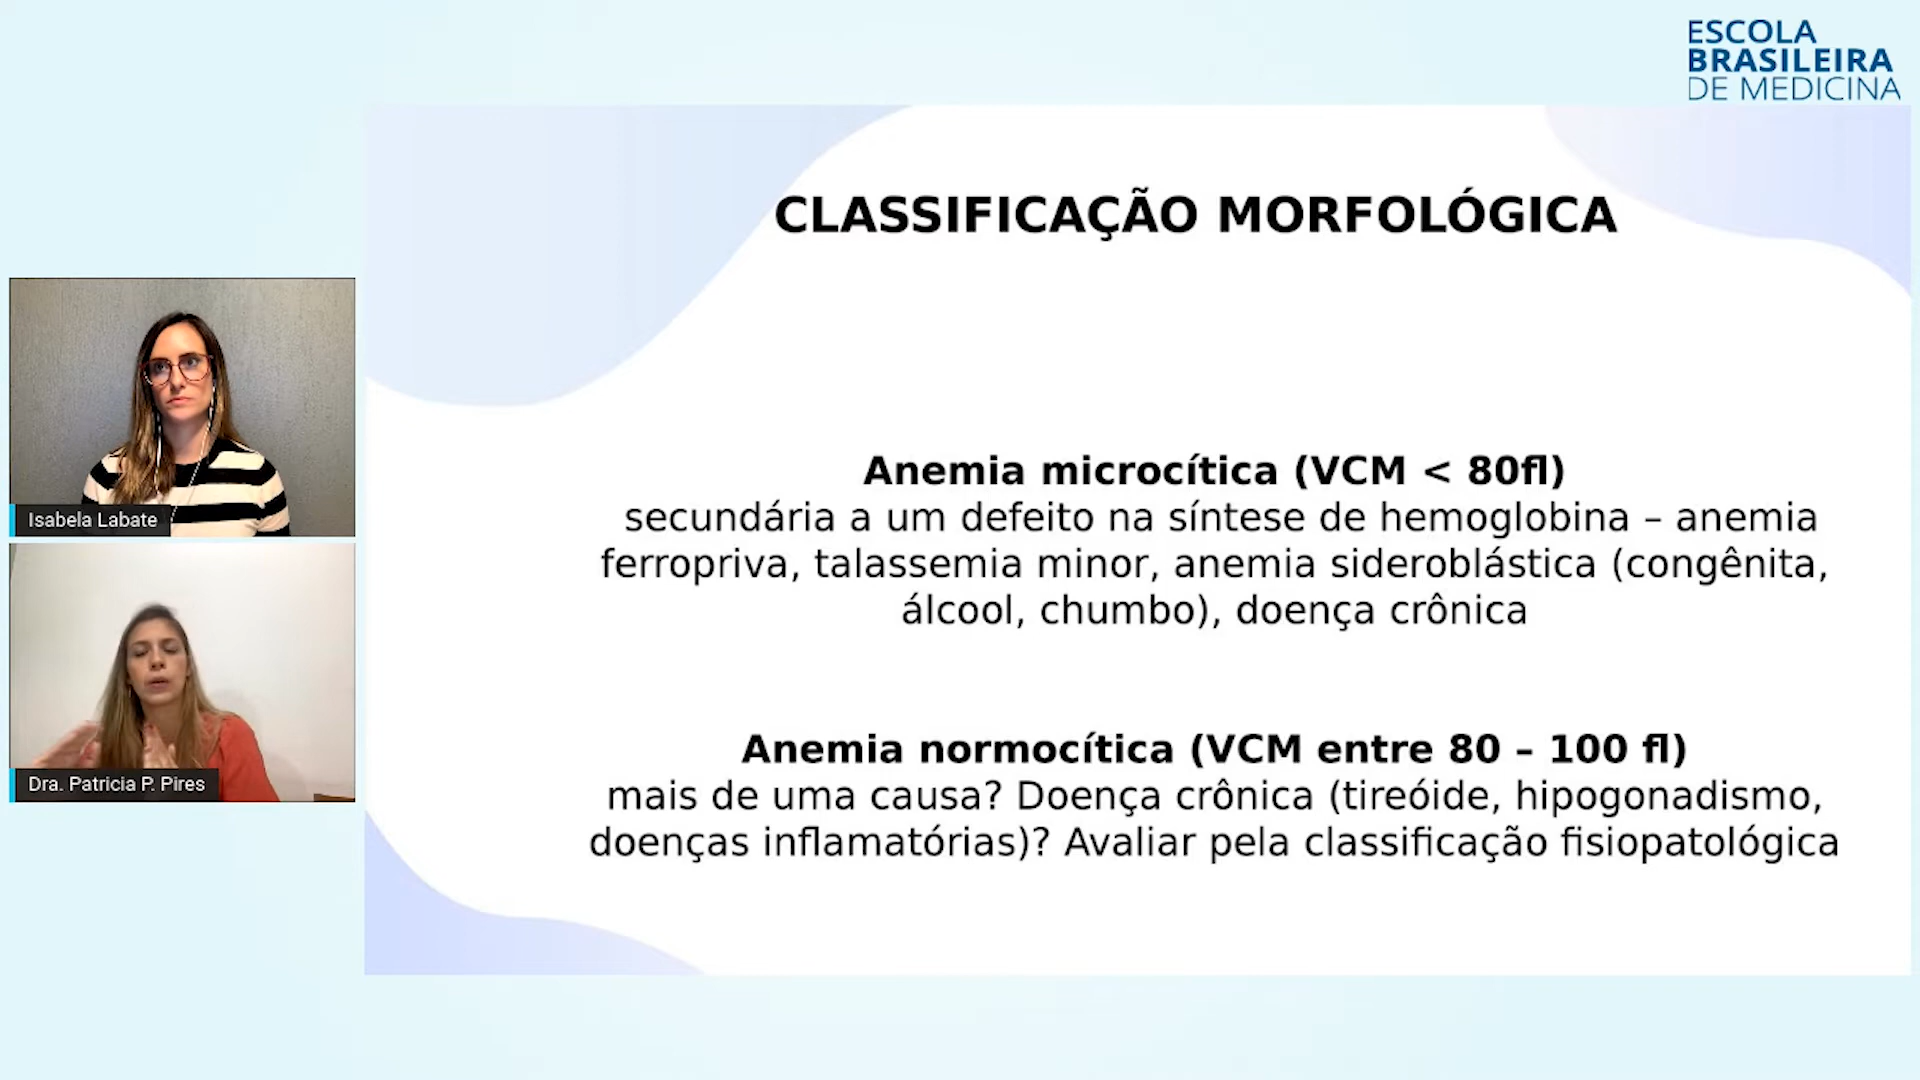 ESCOLA
BRASILEIRA
DE MEDICINA
CLASSIFICAÇÃO MORFOLÓGICA
Anemia microcítica (VCM < 80fl)
secundária a um defeito na síntese de hemoglobina – anemia
ferropriva, talassemia minor, anemia sideroblástica (congênita,
álcool, chumbo), doença crônica
Anemia normocítica (VCM entre 80 – 100 fl)
mais de uma causa? Doença crônica (tireóide, hipogonadismo,
doenças inflamatórias)? Avaliar pela classificação fisiopatológica
Isabela Labate
Dra. Patricia P. Pires